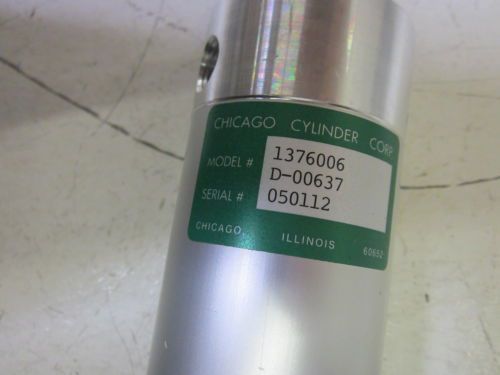 CHICAGO CYLINDER CORP
MODEL # 1376006
D-00637
SERIAL # 050112
CHICAGO, ILLINOIS 60652